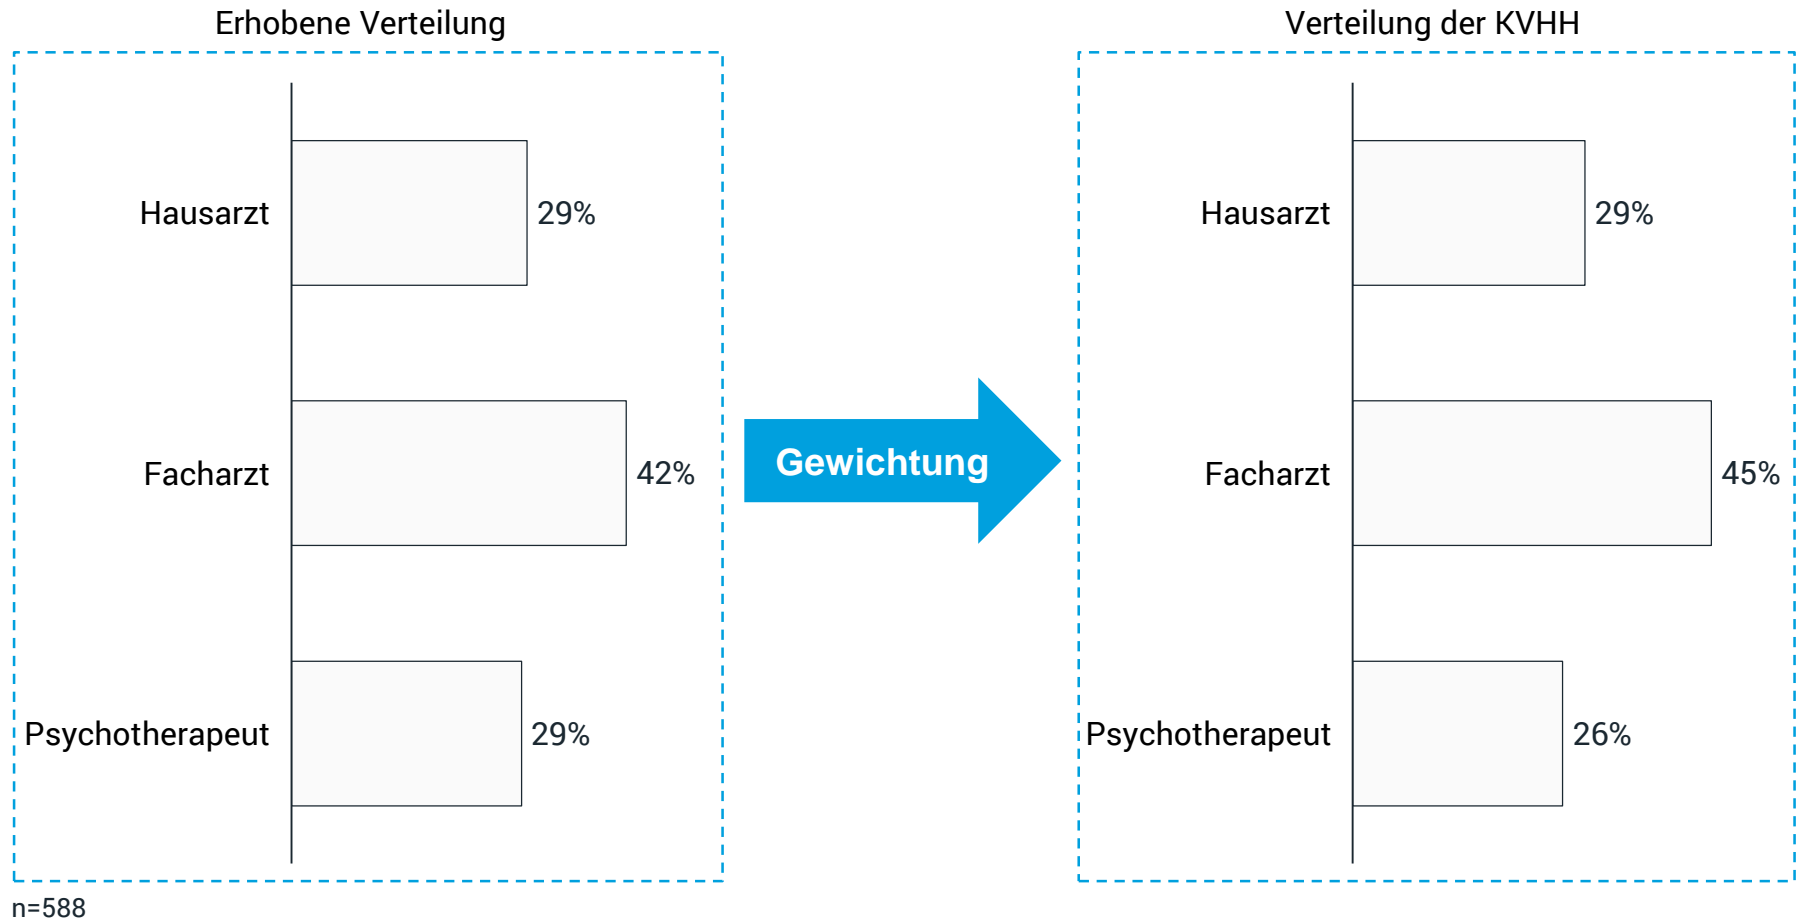 Erhobene Verteilung
Hausarzt 29%
Facharzt 42%
Psychotherapeut 29%
n=588
Gewichtung
Verteilung der KVHH
Hausarzt 29%
Facharzt 45%
Psychotherapeut 26%